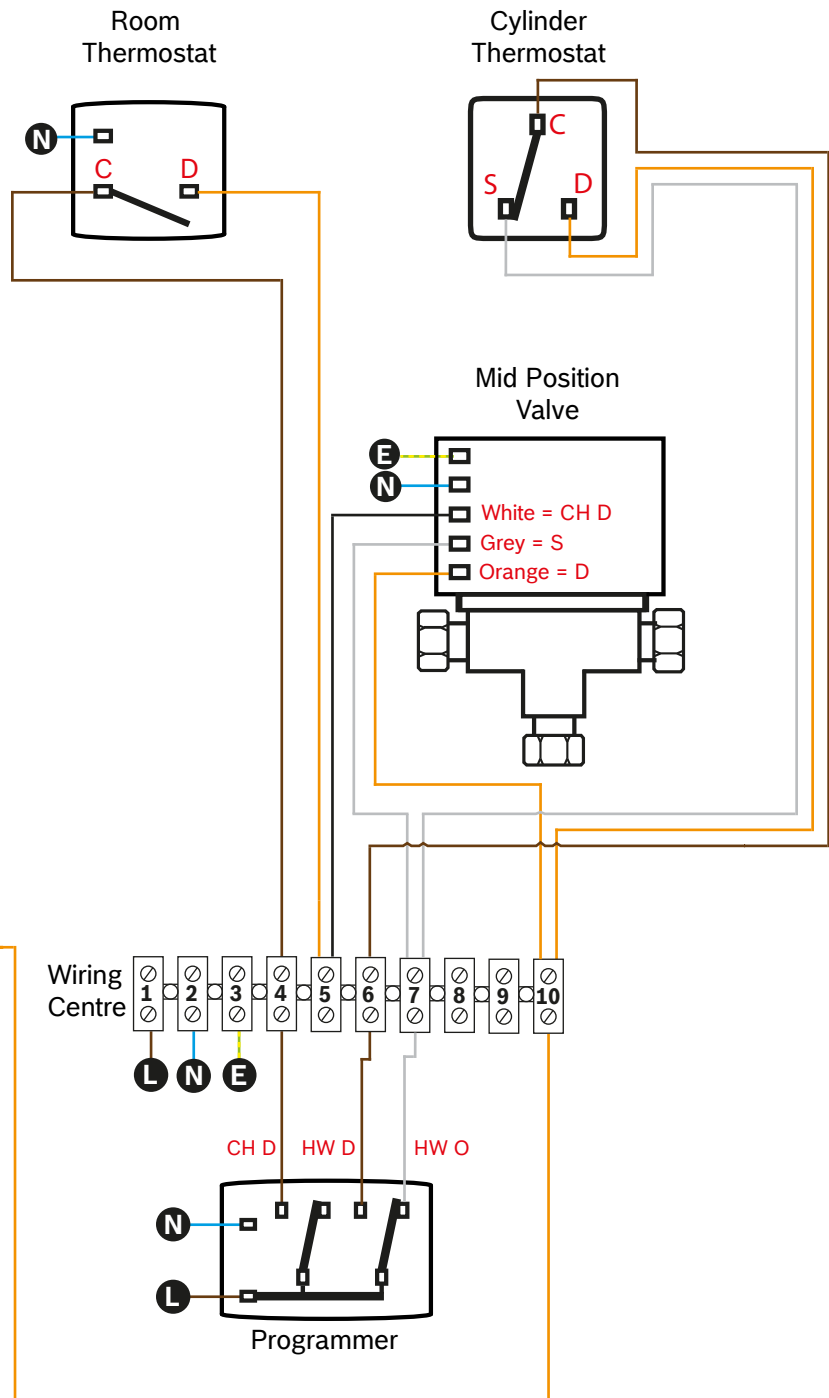 Room
Thermostat
Cylinder
Thermostat
N
C D
C
S D
Mid Position
Valve
E
N
White = CH D
Grey = S
Orange = D
Wiring
Centre
1 2 3 4 5 6 7 8 9 10
L N E
CH D HW D HW O
N
L
Programmer